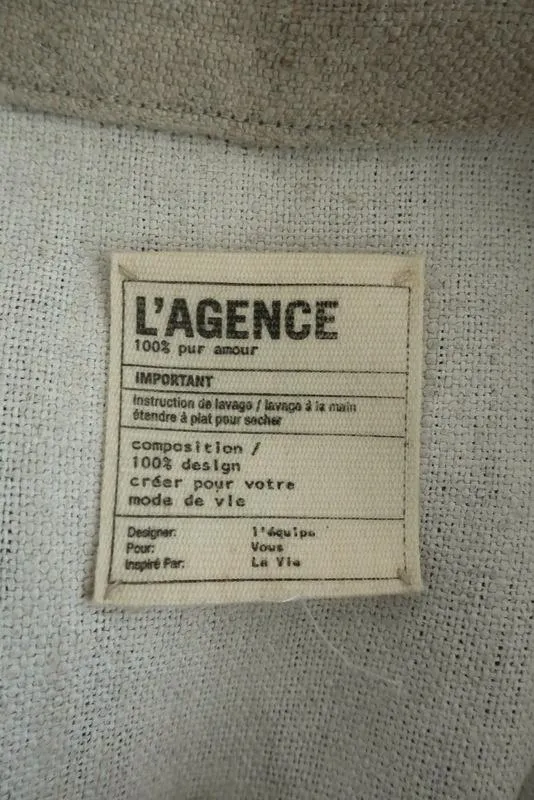 L'AGENCE
100% pur amour
IMPORTANT
Instruction de lavage / lavage à la main
étendre à plat pour secher
composition /
100% design
créer pour votre
mode de vie
Designer: l'équipe
Pour: Vous
Inspiré Par: La Vie